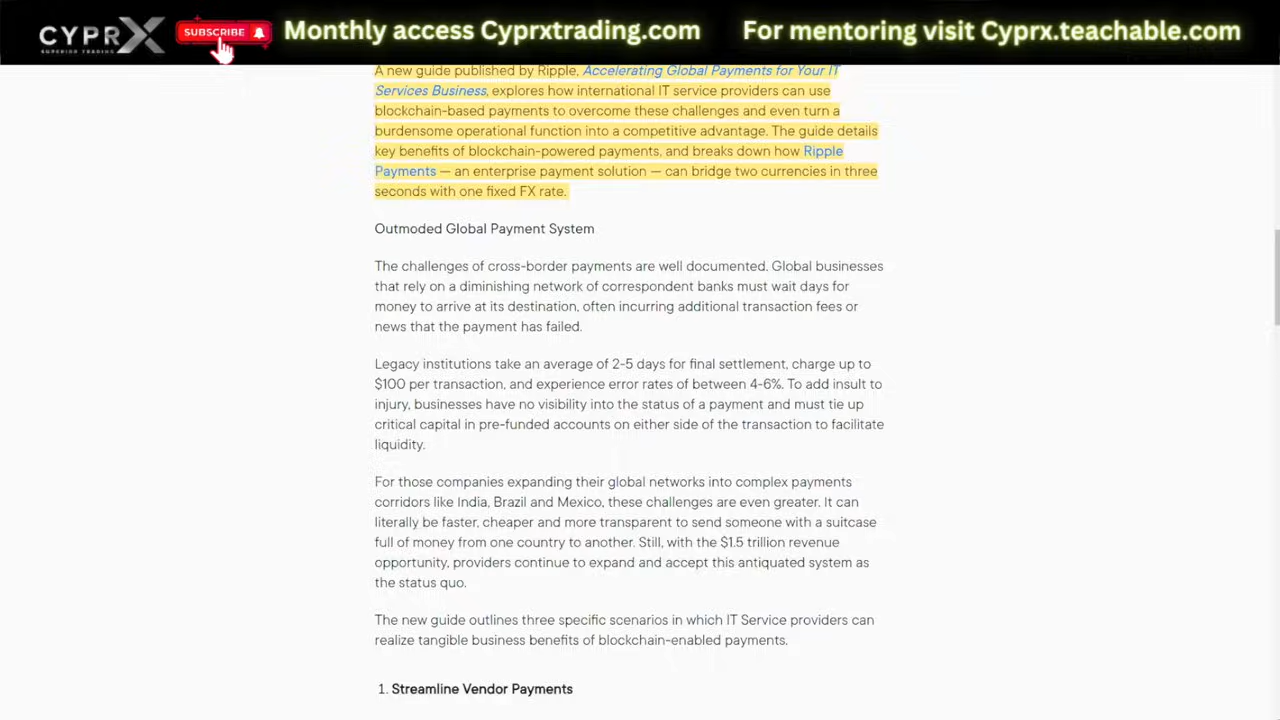 CYPRX
SUPERIOR TRADING
SUBSCRIBE
Monthly access Cyprxtrading.com
For mentoring visit Cyprx.teachable.com
A new guide published by Ripple, Accelerating Global Payments for Your IT
Services Business, explores how international IT service providers can use
blockchain-based payments to overcome these challenges and even turn a
burdensome operational function into a competitive advantage. The guide details
key benefits of blockchain-powered payments, and breaks down how Ripple
Payments — an enterprise payment solution — can bridge two currencies in three
seconds with one fixed FX rate.
Outmoded Global Payment System
The challenges of cross-border payments are well documented. Global businesses
that rely on a diminishing network of correspondent banks must wait days for
money to arrive at its destination, often incurring additional transaction fees or
news that the payment has failed.
Legacy institutions take an average of 2-5 days for final settlement, charge up to
$100 per transaction, and experience error rates of between 4-6%. To add insult to
injury, businesses have no visibility into the status of a payment and must tie up
critical capital in pre-funded accounts on either side of the transaction to facilitate
liquidity.
For those companies expanding their global networks into complex payments
corridors like India, Brazil and Mexico, these challenges are even greater. It can
literally be faster, cheaper and more transparent to send someone with a suitcase
full of money from one country to another. Still, with the $1.5 trillion revenue
opportunity, providers continue to expand and accept this antiquated system as
the status quo.
The new guide outlines three specific scenarios in which IT Service providers can
realize tangible business benefits of blockchain-enabled payments.
1. Streamline Vendor Payments